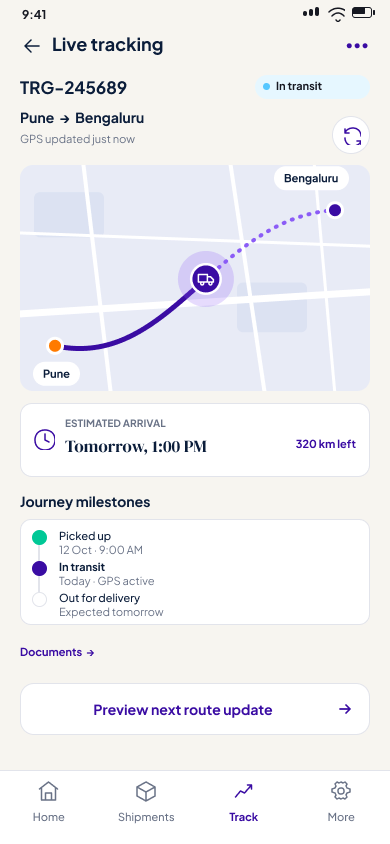 9:41
Live tracking
TRG-245689
In transit
Pune → Bengaluru
GPS updated just now
Bengaluru
Pune
ESTIMATED ARRIVAL
Tomorrow, 1:00 PM
320 km left
Journey milestones
Picked up
12 Oct · 9:00 AM
In transit
Today · GPS active
Out for delivery
Expected tomorrow
Documents →
Preview next route update →
Home
Shipments
Track
More